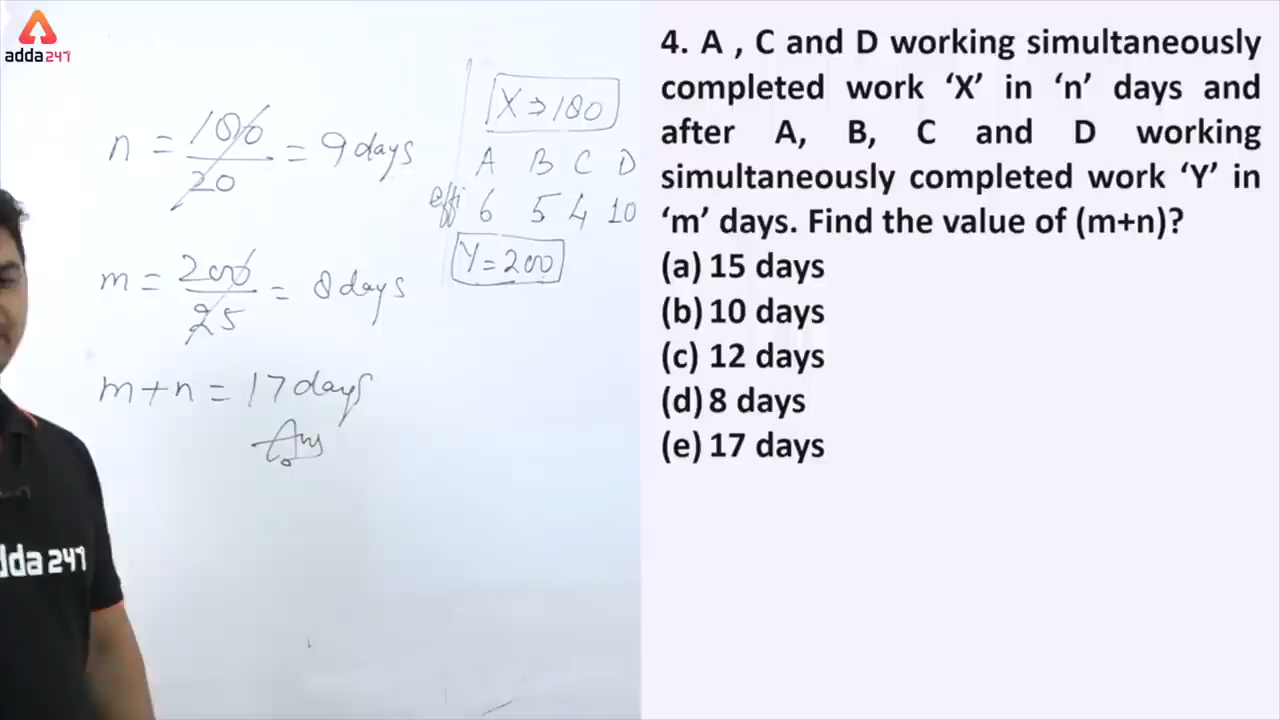 adda247
n = 180/20 = 9 days
m = 200/25 = 8 days
m + n = 17 days
Ans
X → 180
A B C D
effi 6 5 4 10
Y = 200
dda 247
4. A , C and D working simultaneously
completed work ‘X’ in ‘n’ days and
after A, B, C and D working
simultaneously completed work ‘Y’ in
‘m’ days. Find the value of (m+n)?
(a) 15 days
(b) 10 days
(c) 12 days
(d) 8 days
(e) 17 days